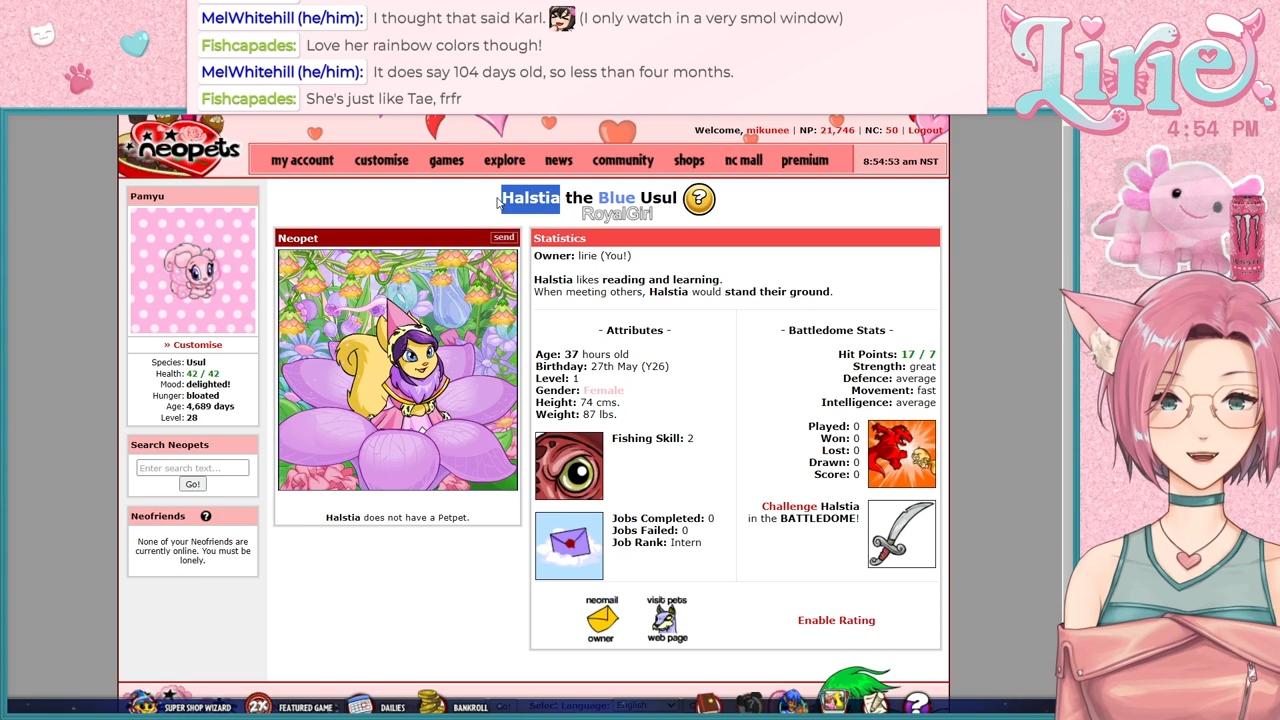 MelWhitehill (he/him): I thought that said Karl. (I only watch in a very smol window)
Fishcapades: Love her rainbow colors though!
MelWhitehill (he/him): It does say 104 days old, so less than four months.
Fishcapades: She's just like Tae, frfr
Lirie
4:54 PM
neopets
Welcome, mikunee | NP: 21,746 | NC: 50 | Logout
my account customise games explore news community shops nc mall premium
8:54:53 am NST
Pamyu
» Customise
Species: Usul
Health: 42 / 42
Mood: delighted!
Hunger: bloated
Age: 4,689 days
Level: 28
Search Neopets
Enter search text...
Go!
Neofriends ?
None of your Neofriends are
currently online. You must be
lonely.
Halstia the Blue Usul ?
RoyalGirl
Neopet send
Halstia does not have a Petpet.
Statistics
Owner: lirie (You!)
Halstia likes reading and learning.
When meeting others, Halstia would stand their ground.
- Attributes -
Age: 37 hours old
Birthday: 27th May (Y26)
Level: 1
Gender: Female
Height: 74 cms.
Weight: 87 lbs.
Fishing Skill: 2
Jobs Completed: 0
Jobs Failed: 0
Job Rank: Intern
- Battledome Stats -
Hit Points: 17 / 7
Strength: great
Defence: average
Movement: fast
Intelligence: average
Played: 0
Won: 0
Lost: 0
Drawn: 0
Score: 0
Challenge Halstia
in the BATTLEDOME!
neomail
owner
visit pets
web page
Enable Rating
SUPER SHOP WIZARD 2X FEATURED GAME DAILIES BANKROLL Go! Select Language: English ?